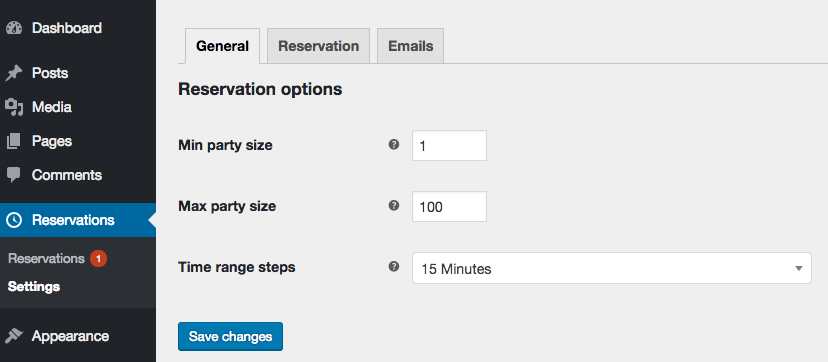 Dashboard
Posts
Media
Pages
Comments
Reservations
Reservations 1
Settings
Appearance
General Reservation Emails
Reservation options
Min party size ? 1
Max party size ? 100
Time range steps ? 15 Minutes
Save changes